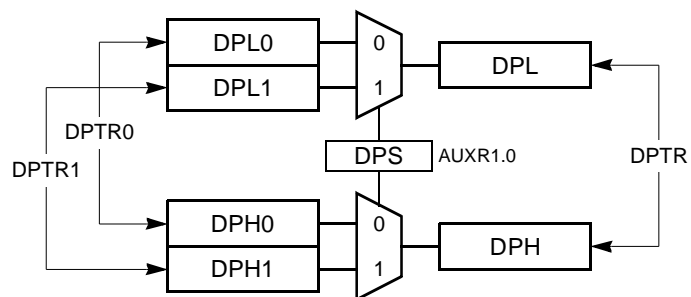 DPL0
0
DPL
DPL1
1
DPTR0
DPS
AUXR1.0
DPTR
DPTR1
DPH0
0
DPH
DPH1
1